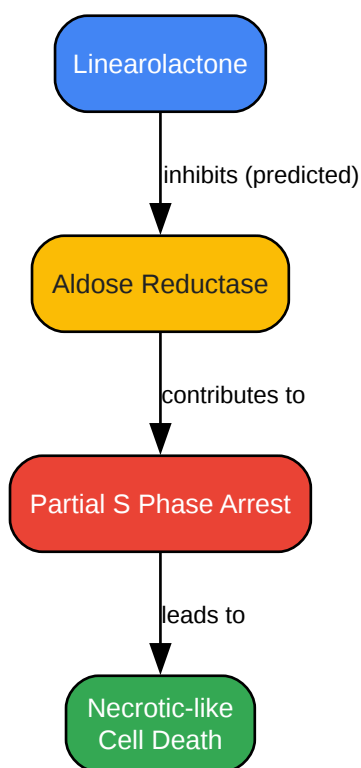 Linearolactone
inhibits (predicted)
Aldose Reductase
contributes to
Partial S Phase Arrest
leads to
Necrotic-like
Cell Death